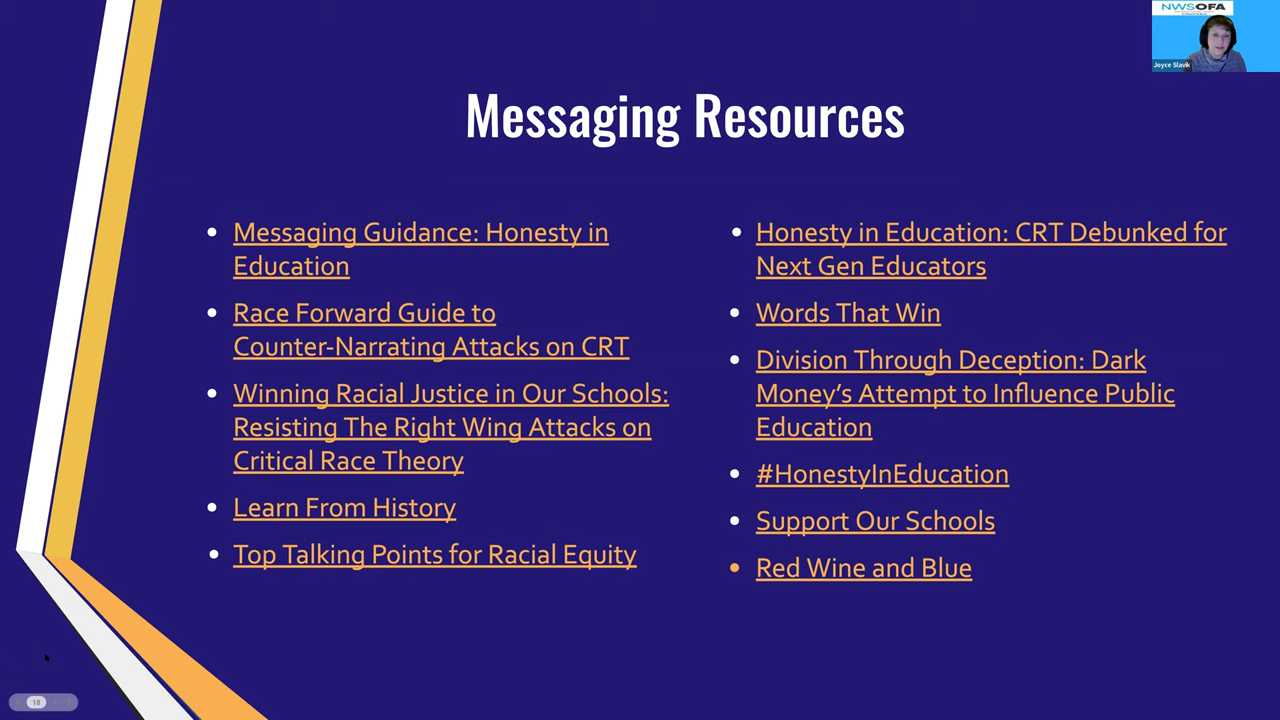 NWSOFA
Joyce Slavik
Messaging Resources
Messaging Guidance: Honesty in
Education
Race Forward Guide to
Counter-Narrating Attacks on CRT
Winning Racial Justice in Our Schools:
Resisting The Right Wing Attacks on
Critical Race Theory
Learn From History
Top Talking Points for Racial Equity
Honesty in Education: CRT Debunked for
Next Gen Educators
Words That Win
Division Through Deception: Dark
Money’s Attempt to Influence Public
Education
#HonestyInEducation
Support Our Schools
Red Wine and Blue
18